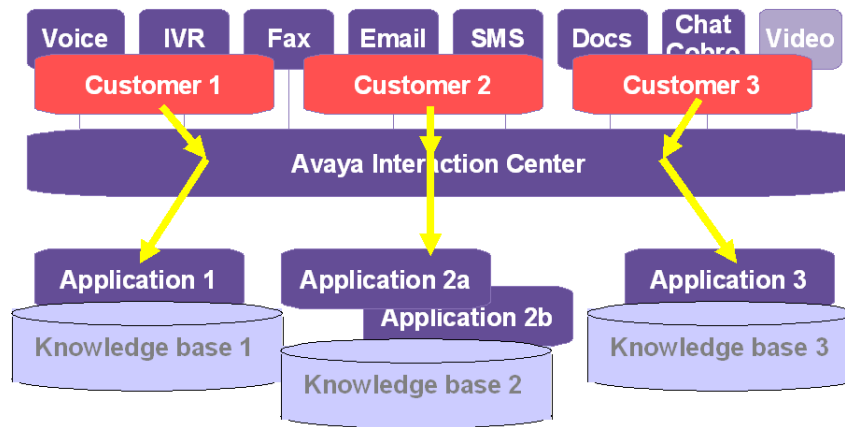 Voice IVR Fax Email SMS Docs Chat Video
Cobro
Customer 1 Customer 2 Customer 3
Avaya Interaction Center
Application 1 Application 2a Application 3
Application 2b
Knowledge base 1 Knowledge base 3
Knowledge base 2